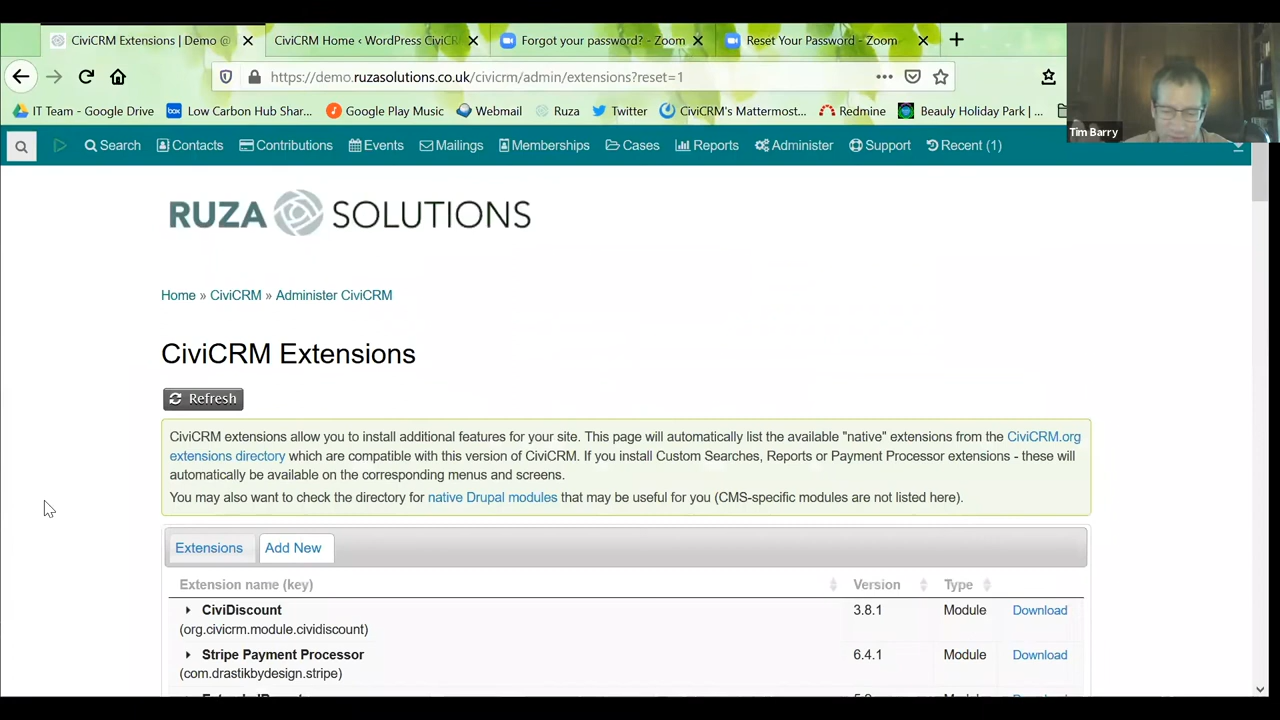 CiviCRM Extensions | Demo @
CiviCRM Home ‹ WordPress CiviCR
Forgot your password? - Zoom
Reset Your Password - Zoom
https://demo.ruzasolutions.co.uk/civicrm/admin/extensions?reset=1
IT Team - Google Drive
box
Low Carbon Hub Shar...
Google Play Music
Webmail
Ruza
Twitter
CiviCRM's Mattermost...
Redmine
Beauly Holiday Park | ...
Tim Barry
Search
Contacts
Contributions
Events
Mailings
Memberships
Cases
Reports
Administer
Support
Recent (1)
RUZA SOLUTIONS
Home » CiviCRM » Administer CiviCRM
CiviCRM Extensions
Refresh
CiviCRM extensions allow you to install additional features for your site. This page will automatically list the available "native" extensions from the CiviCRM.org
extensions directory which are compatible with this version of CiviCRM. If you install Custom Searches, Reports or Payment Processor extensions - these will
automatically be available on the corresponding menus and screens.
You may also want to check the directory for native Drupal modules that may be useful for you (CMS-specific modules are not listed here).
Extensions
Add New
Extension name (key) Version Type
CiviDiscount 3.8.1 Module Download
(org.civicrm.module.cividiscount)
Stripe Payment Processor 6.4.1 Module Download
(com.drastikbydesign.stripe)